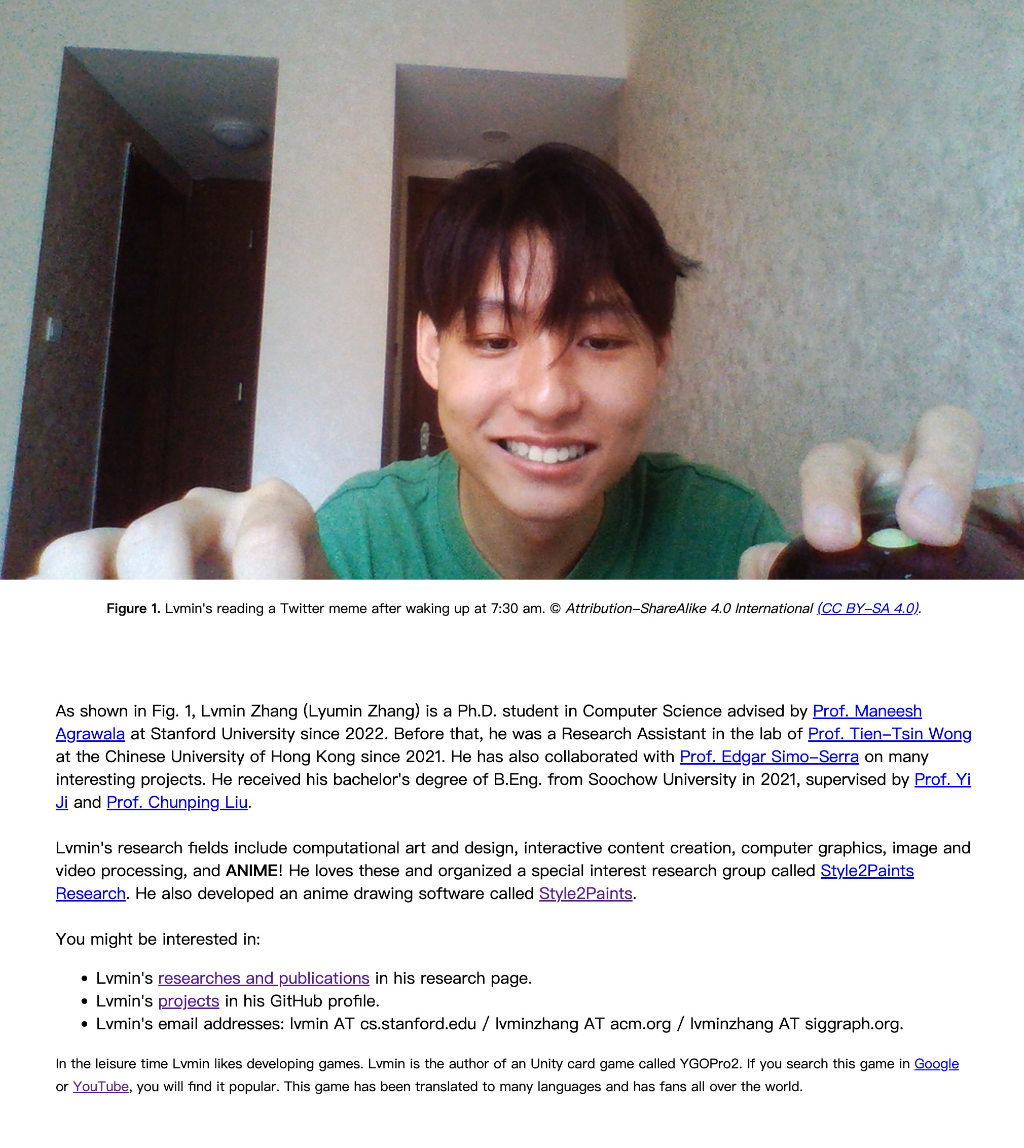 Figure 1. Lvmin's reading a Twitter meme after waking up at 7:30 am. © Attribution-ShareAlike 4.0 International (CC BY-SA 4.0).
As shown in Fig. 1, Lvmin Zhang (Lyumin Zhang) is a Ph.D. student in Computer Science advised by Prof. Maneesh
Agrawala at Stanford University since 2022. Before that, he was a Research Assistant in the lab of Prof. Tien-Tsin Wong
at the Chinese University of Hong Kong since 2021. He has also collaborated with Prof. Edgar Simo-Serra on many
interesting projects. He received his bachelor's degree of B.Eng. from Soochow University in 2021, supervised by Prof. Yi
Ji and Prof. Chunping Liu.
Lvmin's research fields include computational art and design, interactive content creation, computer graphics, image and
video processing, and ANIME! He loves these and organized a special interest research group called Style2Paints
Research. He also developed an anime drawing software called Style2Paints.
You might be interested in:
• Lvmin's researches and publications in his research page.
• Lvmin's projects in his GitHub profile.
• Lvmin's email addresses: lvmin AT cs.stanford.edu / lvminzhang AT acm.org / lvminzhang AT siggraph.org.
In the leisure time Lvmin likes developing games. Lvmin is the author of an Unity card game called YGOPro2. If you search this game in Google
or YouTube, you will find it popular. This game has been translated to many languages and has fans all over the world.